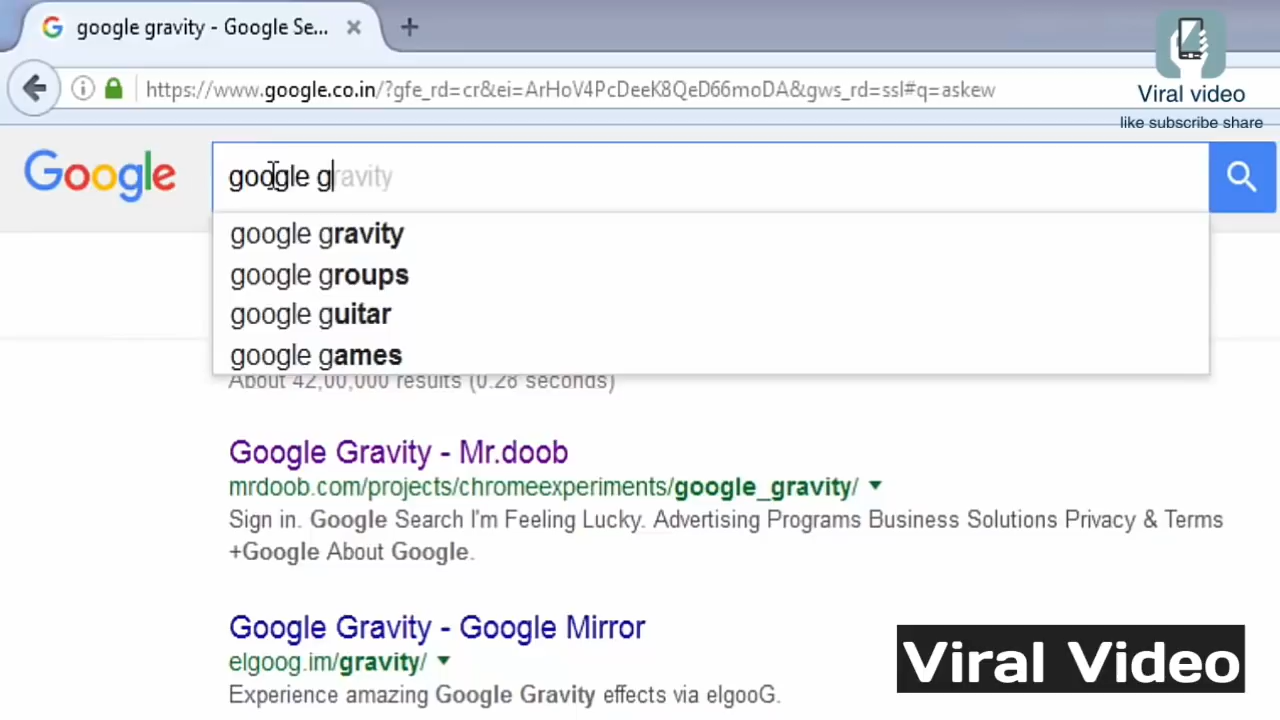 google gravity - Google Se...
https://www.google.co.in/?gfe_rd=cr&ei=ArHoV4PcDeeK8QeD66moDA&gws_rd=ssl#q=askew
Viral video
like subscribe share
Google
google gravity
google gravity
google groups
google guitar
google games
About 42,00,000 results (0.28 seconds)
Google Gravity - Mr.doob
mrdoob.com/projects/chromeexperiments/google_gravity/
Sign in. Google Search I'm Feeling Lucky. Advertising Programs Business Solutions Privacy & Terms
+Google About Google.
Google Gravity - Google Mirror
elgoog.im/gravity/
Experience amazing Google Gravity effects via elgooG.
Viral Video